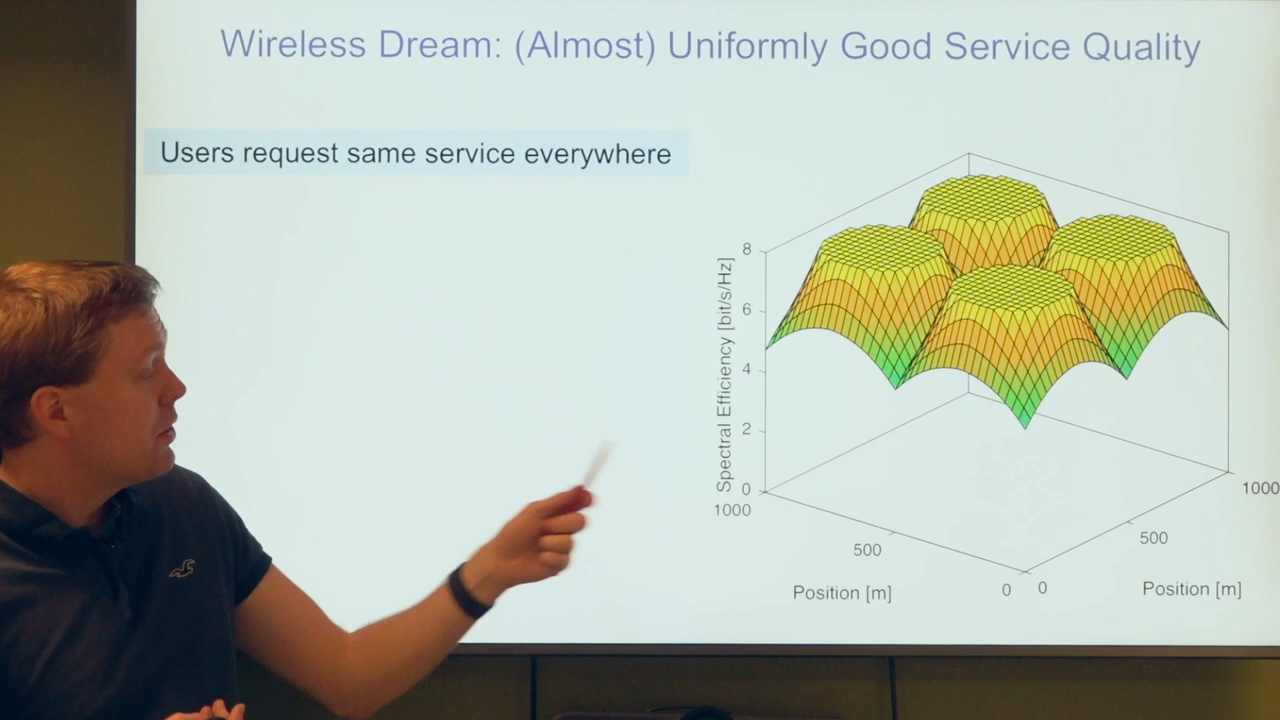 Wireless Dream: (Almost) Uniformly Good Service Quality
Users request same service everywhere
Spectral Efficiency [bit/s/Hz]
8
6
4
2
0
1000
500
0
Position [m]
0
500
1000
Position [m]